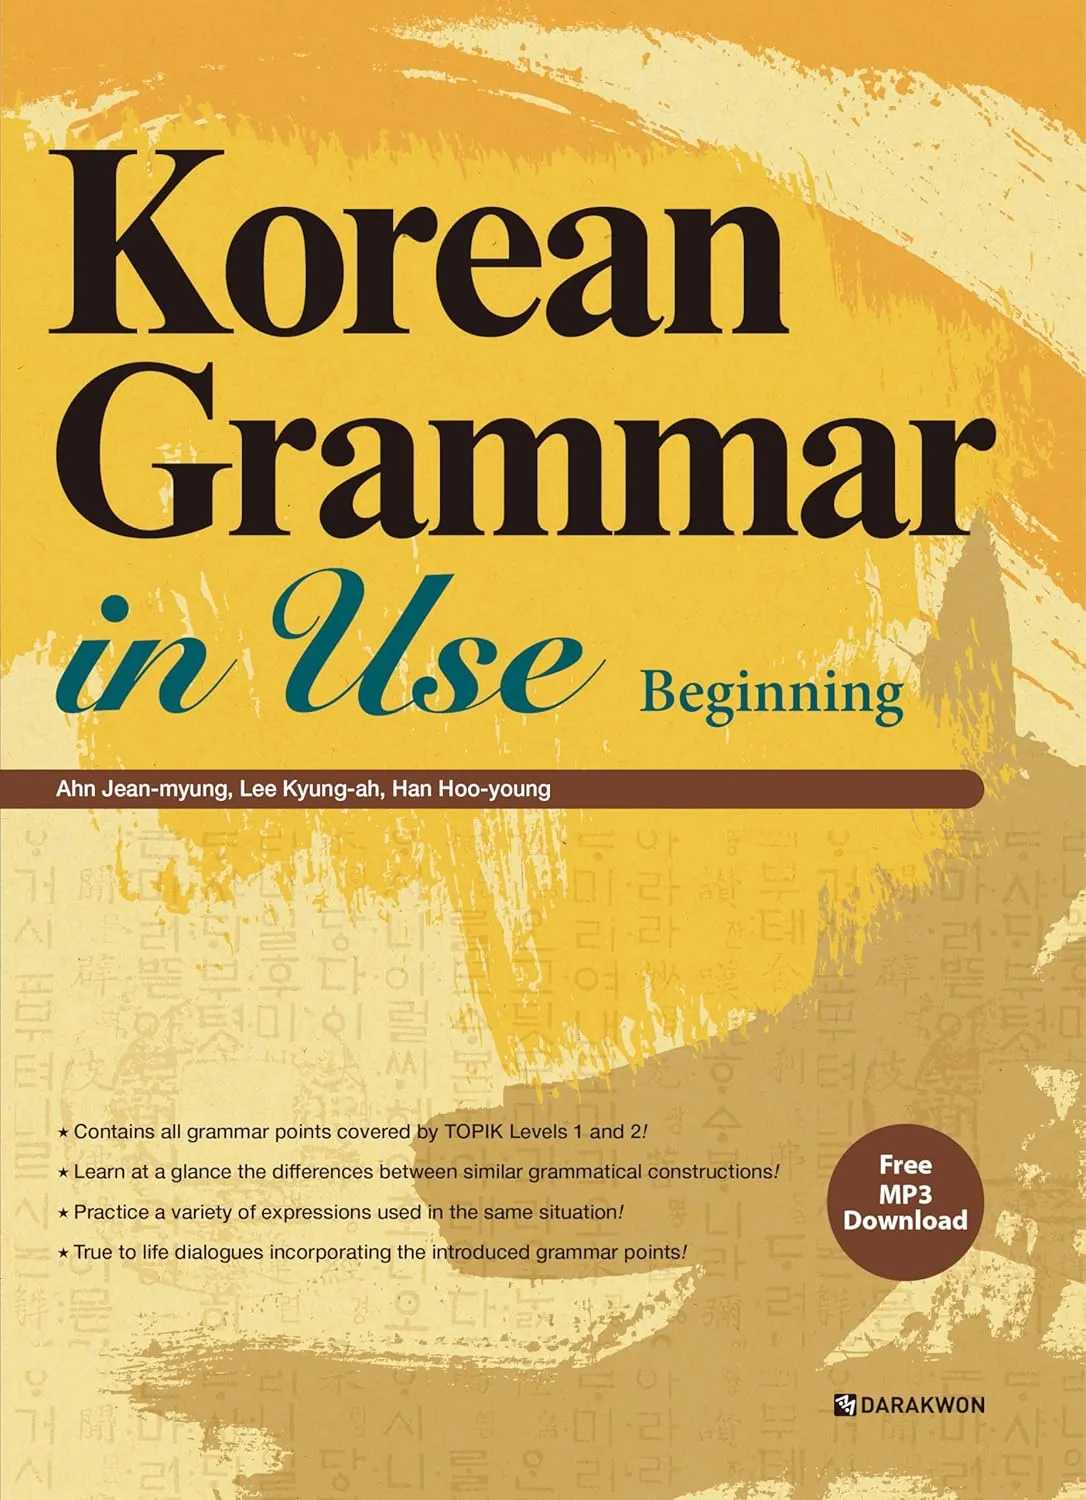 Korean
Grammar
in Use Beginning
Ahn Jean-myung, Lee Kyung-ah, Han Hoo-young
★ Contains all grammar points covered by TOPIK Levels 1 and 2!
★ Learn at a glance the differences between similar grammatical constructions!
★ Practice a variety of expressions used in the same situation!
★ True to life dialogues incorporating the introduced grammar points!
Free
MP3
Download
DARAKWON